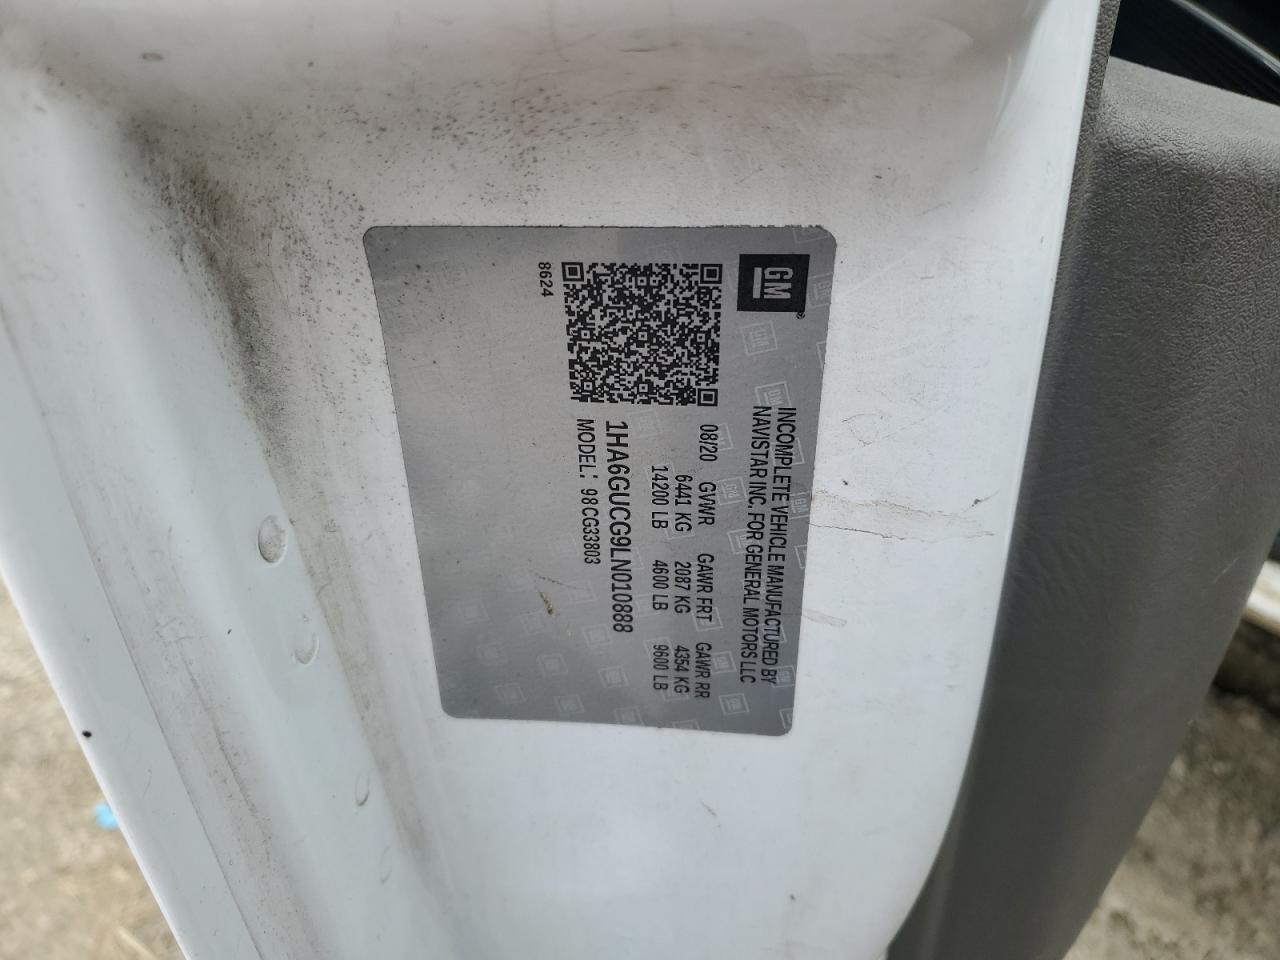 GM
INCOMPLETE VEHICLE MANUFACTURED BY
NAVISTAR INC. FOR GENERAL MOTORS LLC
08/20 GVWR GAWR FRT GAWR RR
6441 KG 2087 KG 4354 KG
14200 LB 4600 LB 9600 LB
1HA6GUCG9LN010888
MODEL: 98CG33803
8624